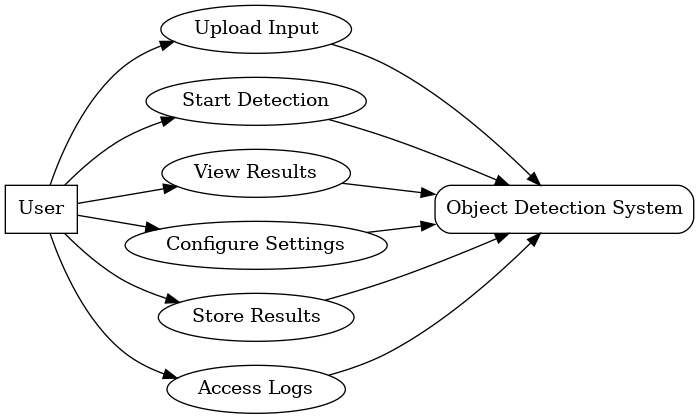 Upload Input
Start Detection
View Results
User
Object Detection System
Configure Settings
Store Results
Access Logs